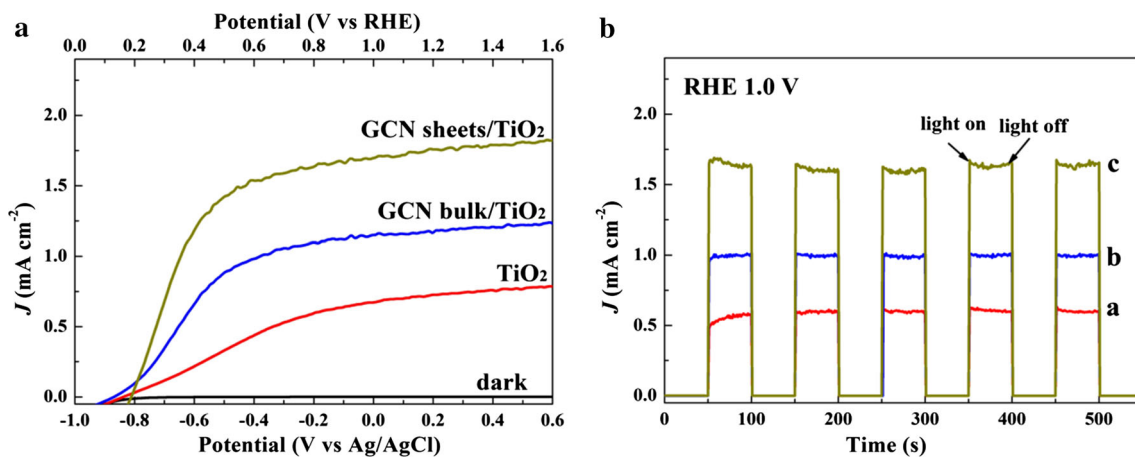 a
Potential (V vs RHE)
0.0 0.2 0.4 0.6 0.8 1.0 1.2 1.4 1.6
2.0
1.5
1.0
0.5
0.0
J (mA cm-2)
GCN sheets/TiO2
GCN bulk/TiO2
TiO2
dark
-1.0 -0.8 -0.6 -0.4 -0.2 0.0 0.2 0.4 0.6
Potential (V vs Ag/AgCl)
b
RHE 1.0 V
light on
light off
2.0
1.5
1.0
0.5
0.0
J (mA cm-2)
c
b
a
0 100 200 300 400 500
Time (s)